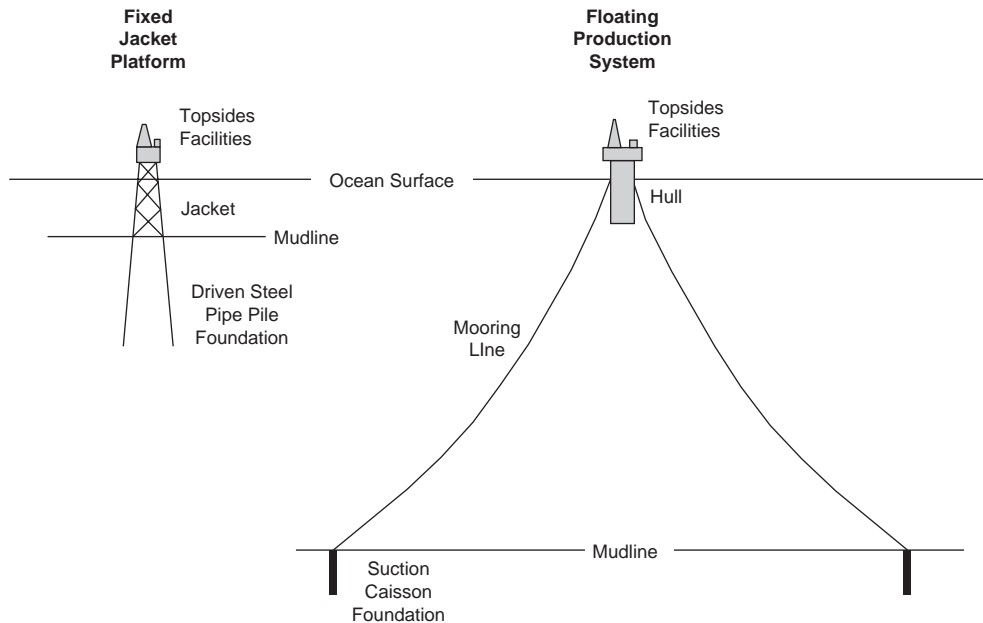 Fixed
Jacket
Platform
Floating
Production
System
Topsides
Facilities
Topsides
Facilities
Ocean Surface
Jacket
Hull
Mudline
Driven Steel
Pipe Pile
Foundation
Mooring
LIne
Mudline
Suction
Caisson
Foundation